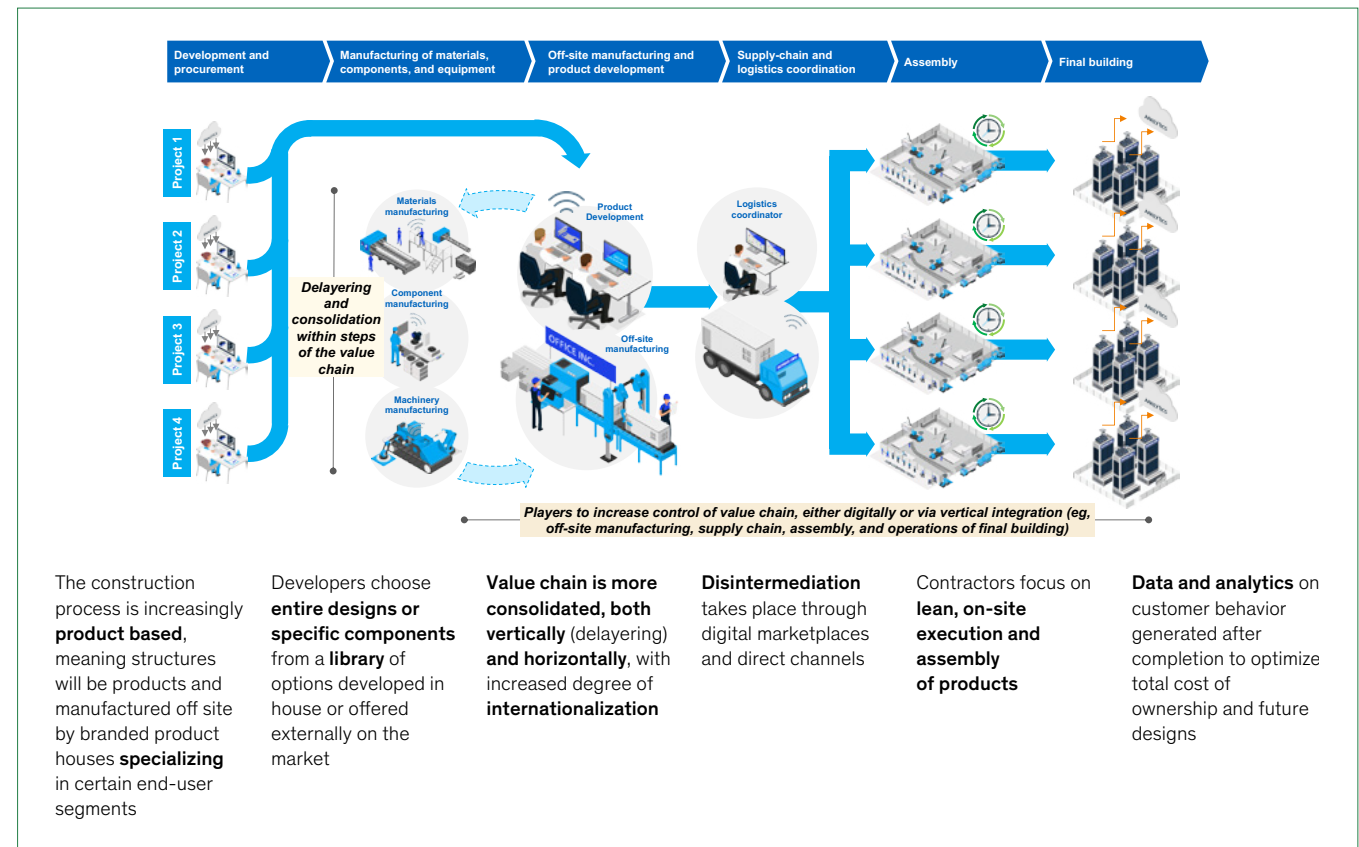 Development and
procurement
Manufacturing of materials,
components, and equipment
Off-site manufacturing and
product development
Supply-chain and
logistics coordination
Assembly
Final building
Project 1
Project 2
Project 3
Project 4
Delayering
and
consolidation
within steps
of the value
chain
Materials
manufacturing
Component
manufacturing
Machinery
manufacturing
Product
Development
OFFICE INC.
Off-site
manufacturing
Logistics
coordinator
ANALYTICS
ANALYTICS
ANALYTICS
ANALYTICS
Players to increase control of value chain, either digitally or via vertical integration (eg,
off-site manufacturing, supply chain, assembly, and operations of final building)
The construction
process is increasingly
product based,
meaning structures
will be products and
manufactured off site
by branded product
houses specializing
in certain end-user
segments
Developers choose
entire designs or
specific components
from a library of
options developed in
house or offered
externally on the
market
Value chain is more
consolidated, both
vertically (delayering)
and horizontally, with
increased degree of
internationalization
Disintermediation
takes place through
digital marketplaces
and direct channels
Contractors focus on
lean, on-site
execution and
assembly
of products
Data and analytics on
customer behavior
generated after
completion to optimize
total cost of
ownership and future
designs